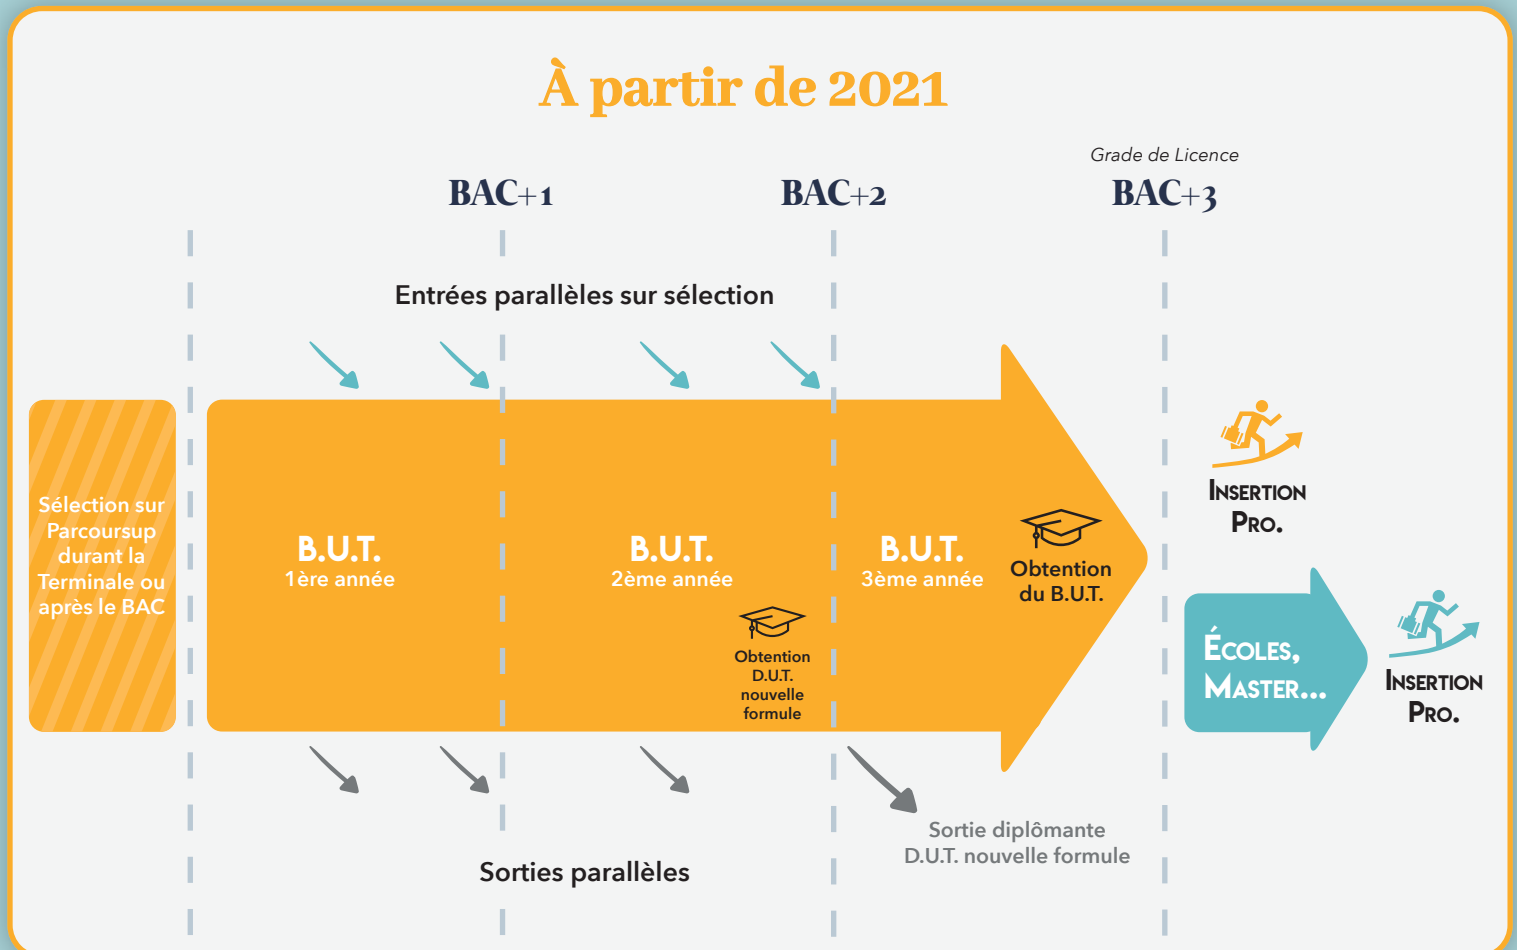 À partir de 2021
Grade de Licence
BAC+1
BAC+2
BAC+3
Entrées parallèles sur sélection
Sélection sur
Parcoursup
durant la
Terminale ou
après le BAC
B.U.T.
1ère année
B.U.T.
2ème année
Obtention
D.U.T.
nouvelle
formule
B.U.T.
3ème année
Obtention
du B.U.T.
Insertion
Pro.
Écoles,
Master...
Insertion
Pro.
Sortie diplômante
D.U.T. nouvelle formule
Sorties parallèles